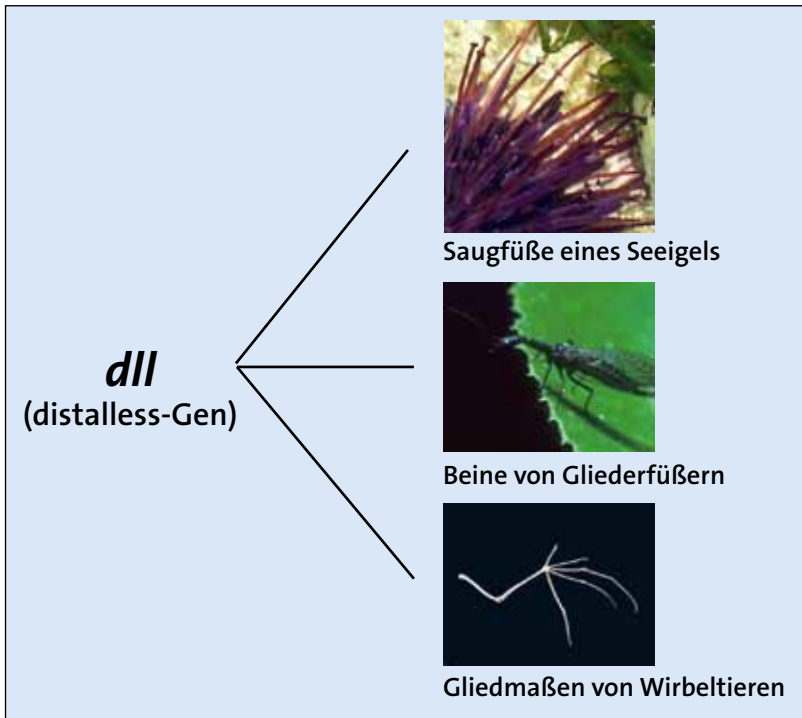 Saugfüße eines Seeigels
dll
(distalless-Gen)
Beine von Gliederfüßern
Gliedmaßen von Wirbeltieren